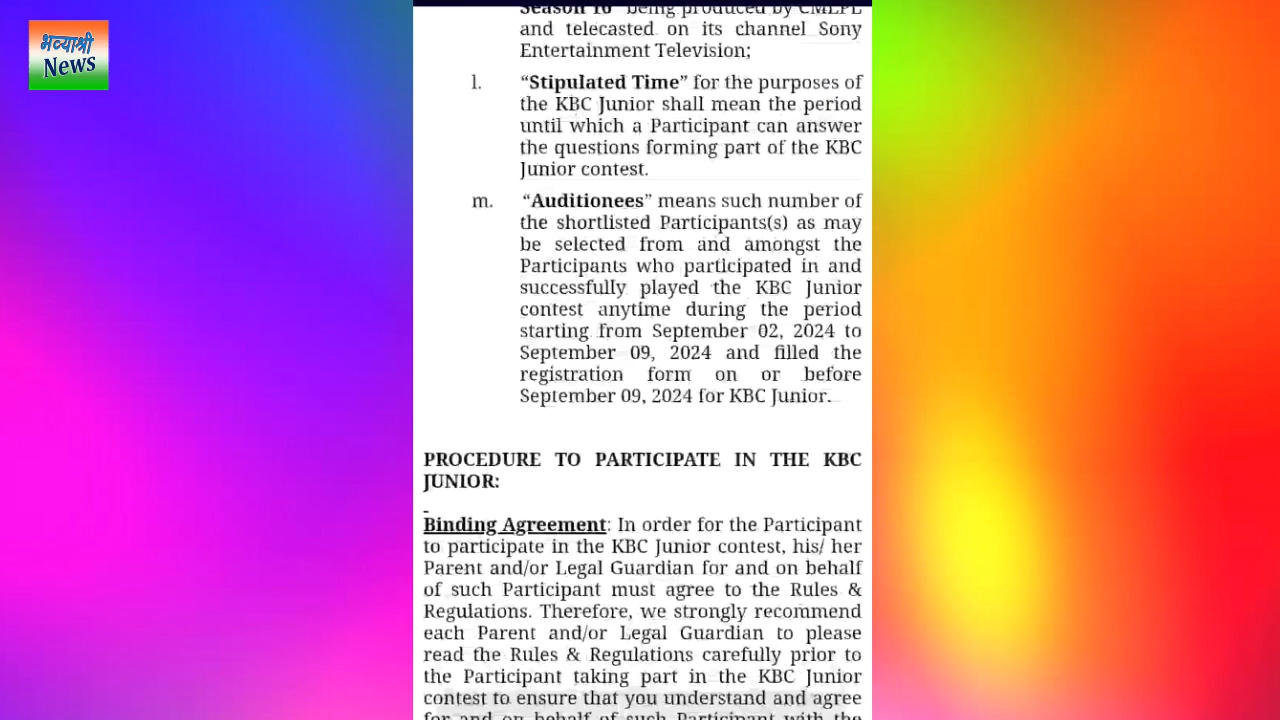 भव्याश्री
News
Season 16" being produced by CMEPL
and telecasted on its channel Sony
Entertainment Television;
l. “Stipulated Time” for the purposes of
the KBC Junior shall mean the period
until which a Participant can answer
the questions forming part of the KBC
Junior contest.
m. “Auditionees” means such number of
the shortlisted Participants(s) as may
be selected from and amongst the
Participants who participated in and
successfully played the KBC Junior
contest anytime during the period
starting from September 02, 2024 to
September 09, 2024 and filled the
registration form on or before
September 09, 2024 for KBC Junior.
PROCEDURE TO PARTICIPATE IN THE KBC
JUNIOR:
Binding Agreement: In order for the Participant
to participate in the KBC Junior contest, his/ her
Parent and/or Legal Guardian for and on behalf
of such Participant must agree to the Rules &
Regulations. Therefore, we strongly recommend
each Parent and/or Legal Guardian to please
read the Rules & Regulations carefully prior to
the Participant taking part in the KBC Junior
contest to ensure that you understand and agree
for and on behalf of such Participant with the